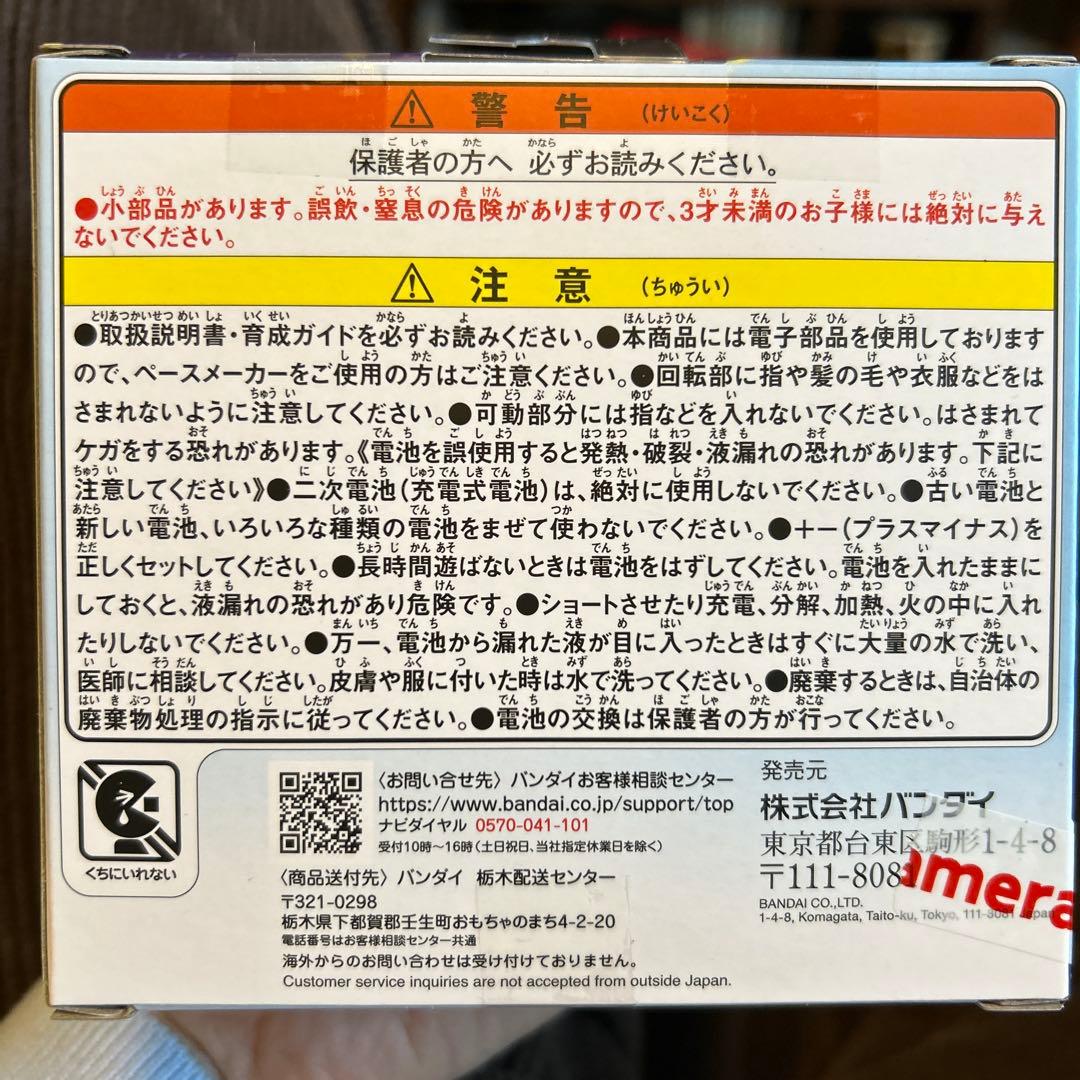 警告 (けいこく)
保護者の方へ 必ずお読みください。
●小部品があります。誤飲・窒息の危険がありますので、3才未満のお子様には絶対に与え
ないでください。
注意 (ちゅうい)
●取扱説明書・育成ガイドを必ずお読みください。●本商品には電子部品を使用しております
ので、ペースメーカーをご使用の方はご注意ください。●回転部に指や髪の毛や衣服などをは
さまれないように注意してください。●可動部分には指などを入れないでください。はさまれて
ケガをする恐れがあります。《電池を誤使用すると発熱・破裂・液漏れの恐れがあります。下記に
注意してください》●二次電池(充電式電池)は、絶対に使用しないでください。●古い電池と
新しい電池、いろいろな種類の電池をまぜて使わないでください。●+-(プラスマイナス)を
正しくセットしてください。●長時間遊ばないときは電池をはずしてください。電池を入れたままに
しておくと、液漏れの恐れがあり危険です。●ショートさせたり充電、分解、加熱、火の中に入れ
たりしないでください。●万一、電池から漏れた液が目に入ったときはすぐに大量の水で洗い、
医師に相談してください。皮膚や服に付いた時は水で洗ってください。●廃棄するときは、自治体の
廃棄物処理の指示に従ってください。●電池の交換は保護者の方が行ってください。
くちにいれない
〈お問い合せ先〉バンダイお客様相談センター
https://www.bandai.co.jp/support/top
ナビダイヤル 0570-041-101
受付10時〜16時(土日祝日、当社指定休業日を除く)
〈商品送付先〉バンダイ 栃木配送センター
〒321-0298
栃木県下都賀郡壬生町おもちゃのまち4-2-20
電話番号はお客様相談センター共通
海外からのお問い合わせは受け付けておりません。
Customer service inquiries are not accepted from outside Japan.
発売元
株式会社バンダイ
東京都台東区駒形1-4-8
〒111-8081
BANDAI CO.,LTD.
1-4-8, Komagata, Taito-ku, Tokyo, 111-8081 Japan
amera